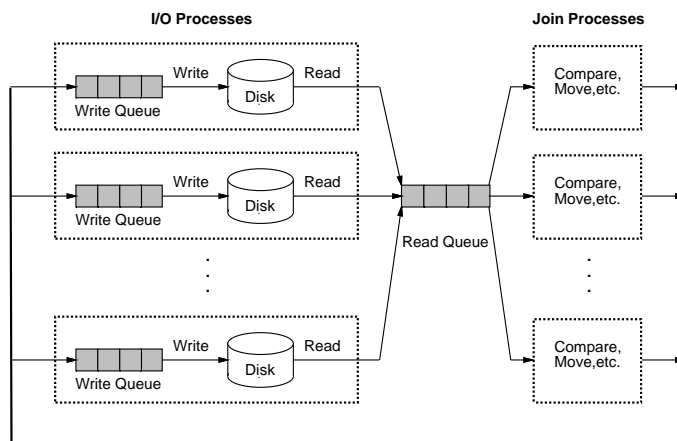 I/O Processes
Join Processes
Write
Read
Disk
Write Queue
Compare,
Move,etc.
Write
Read
Disk
Write Queue
Read Queue
Compare,
Move,etc.
Write
Read
Disk
Write Queue
Compare,
Move,etc.